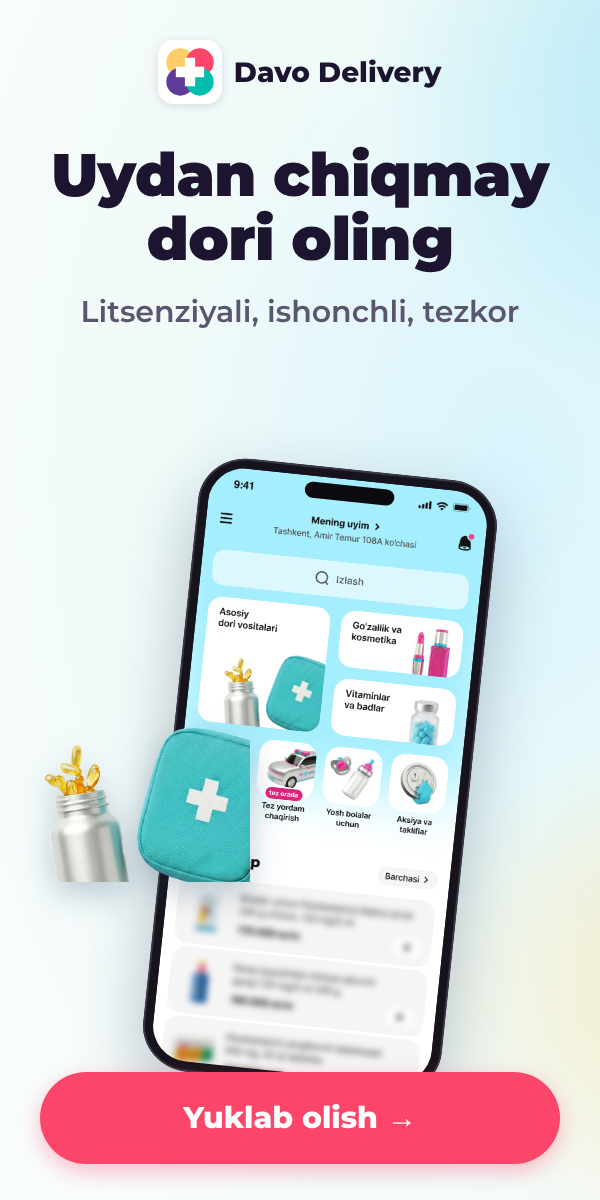 Davo Delivery
Uydan chiqmay
dori oling
Litsenziyali, ishonchli, tezkor
9:41
Mening uyim >
Tashkent, Amir Temur 108A ko'chasi
Izlash
Asosiy
dori vositalari
Go'zallik va
kosmetika
Vitaminlar
va badlar
tez orada
Tez yordam
chaqirish
Yosh bolalar
uchun
Aksiya va
takliflar
Barchasi >
Yuklab olish →